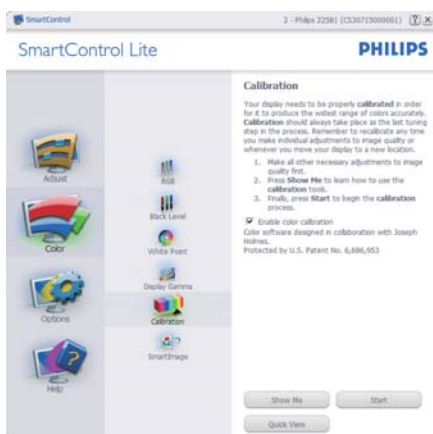 SmartControl
2 - Philips 225B1 (CS30715000001)
SmartControl Lite
PHILIPS
Adjust
Color
Options
Help
RGB
Black Level
White Point
Display Gamma
Calibration
SmartImage
Calibration
Your display needs to be properly calibrated in order
for it to produce the widest range of colors accurately.
Calibration should always take place as the last tuning
step in the process. Remember to recalibrate any time
you make individual adjustments to image quality or
whenever you move your display to a new location.
1. Make all other necessary adjustments to image
quality first.
2. Press Show Me to learn how to use the
calibration tools.
3. Finally, press Start to begin the calibration
process.
Enable color calibration
Color software designed in collaboration with Joseph
Holmes.
Protected by U.S. Patent No. 6,686,953
Show Me
Start
Quick View